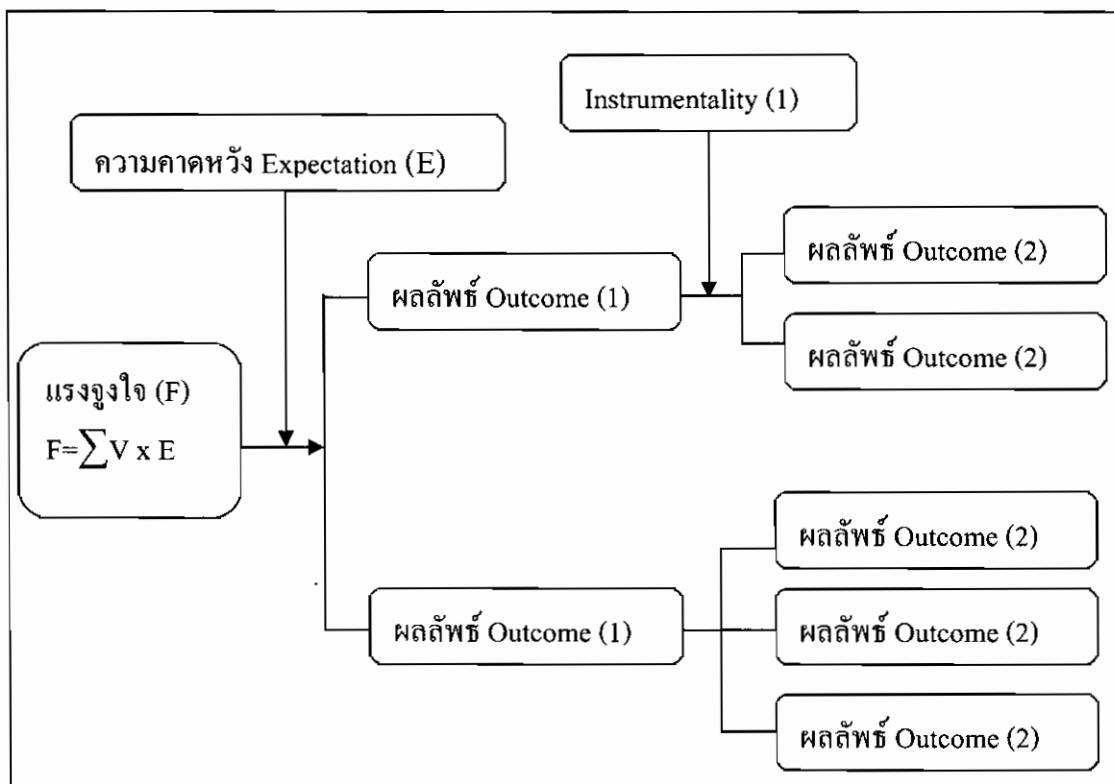 Instrumentality (1)
ความคาดหวัง Expectation (E)
ผลลัพธ์ Outcome (2)
ผลลัพธ์ Outcome (1)
ผลลัพธ์ Outcome (2)
แรงจูงใจ (F)
F=∑V x E
ผลลัพธ์ Outcome (2)
ผลลัพธ์ Outcome (1)
ผลลัพธ์ Outcome (2)
ผลลัพธ์ Outcome (2)